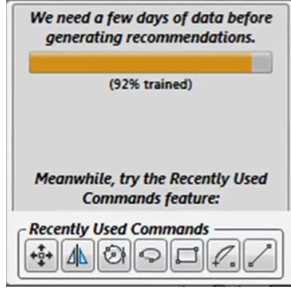 We need a few days of data before
generating recommendations.
(92% trained)
Meanwhile, try the Recently Used
Commands feature:
Recently Used Commands